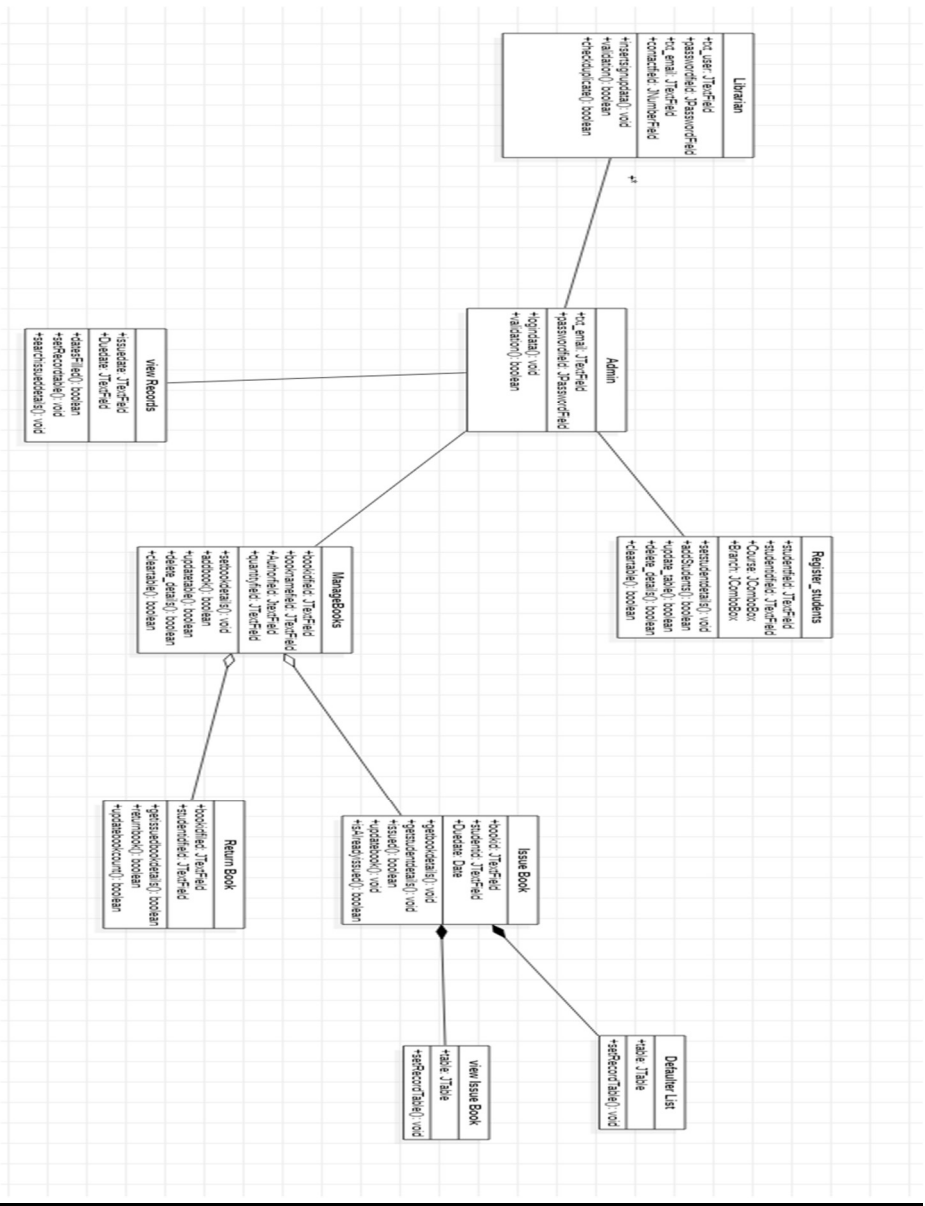 Librarian
+txt_user: JTextField
+passwordfield: JPasswordField
+txt_email: JTextField
+contactfield: JNumberField
+insertsignupdata(): void
+validation(): boolean
+checkduplicate(): boolean
+*
Admin
+txt_email: JTextField
+passwordfield: JPasswordField
+logindata(): void
+validation(): boolean
view Records
+issuedate: JTextField
+Duedate: JTextField
+datesFilled(): boolean
+setRecordtable(): void
+searchissueddetails(): void
Register_students
+studentfield: JTextField
+studentidfield: JTextField
+Course: JComboBox
+Branch: JComboBox
+setstudentdetails(): void
+addStudents(): boolean
+update_table(): boolean
+delete_details(): boolean
+cleartable(): boolean
ManageBooks
+bookidfield: JTextField
+booknamefield: JTextField
+Authorfield: JtextField
+quantityfield: JTextField
+setbookdetails(): void
+addbook(): boolean
+updatetable(): boolean
+delete_details(): boolean
+cleartable(): boolean
Return Book
+bookidfiled: JTextField
+studentidfield: JTextField
+getissuedbookdetails(): boolean
+returnbook(): boolean
+updatebookcount(): boolean
Issue Book
+bookid: JTextField
+studentid: JTextField
+Duedate: Date
+getbookdetails(): void
+getstudentdetails(): void
+issued(): boolean
+updatebook(): void
+isAlreadyissued(): boolean
Defaulter List
+table: JTable
+setRecordTable(): void
view Issue Book
+table: JTable
+setRecordTable(): void